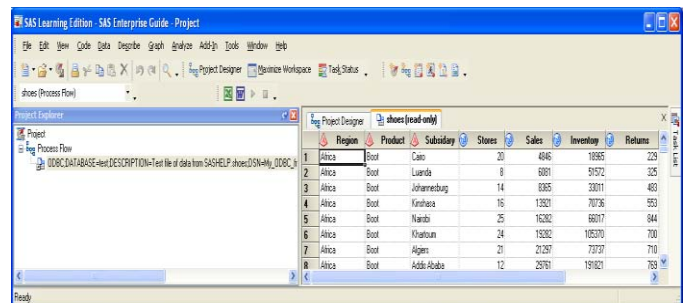 SAS Learning Edition - SAS Enterprise Guide - Project
File Edit View Code Data Describe Graph Analyze Add-In Tools Window Help
Project Designer Maximize Workspace Task Status
shoes (Process Flow)
Project Explorer
Project
Process Flow
ODBC;DATABASE=test;DESCRIPTION=Test file of data from SASHELP.shoes;DSN=My_ODBC_
Project Designer shoes (read-only)
Task List
Region Product Subsidary Stores Sales Inventory Returns
1 Africa Boot Cairo 20 4846 18965 229
2 Africa Boot Luanda 8 6081 51572 325
3 Africa Boot Johannesburg 14 8365 33011 483
4 Africa Boot Kinshasa 16 13921 70736 553
5 Africa Boot Nairobi 25 16282 66017 844
6 Africa Boot Khartoum 24 19282 105370 700
7 Africa Boot Algiers 21 21297 73737 710
8 Africa Boot Addis Ababa 12 29761 191821 769
Ready